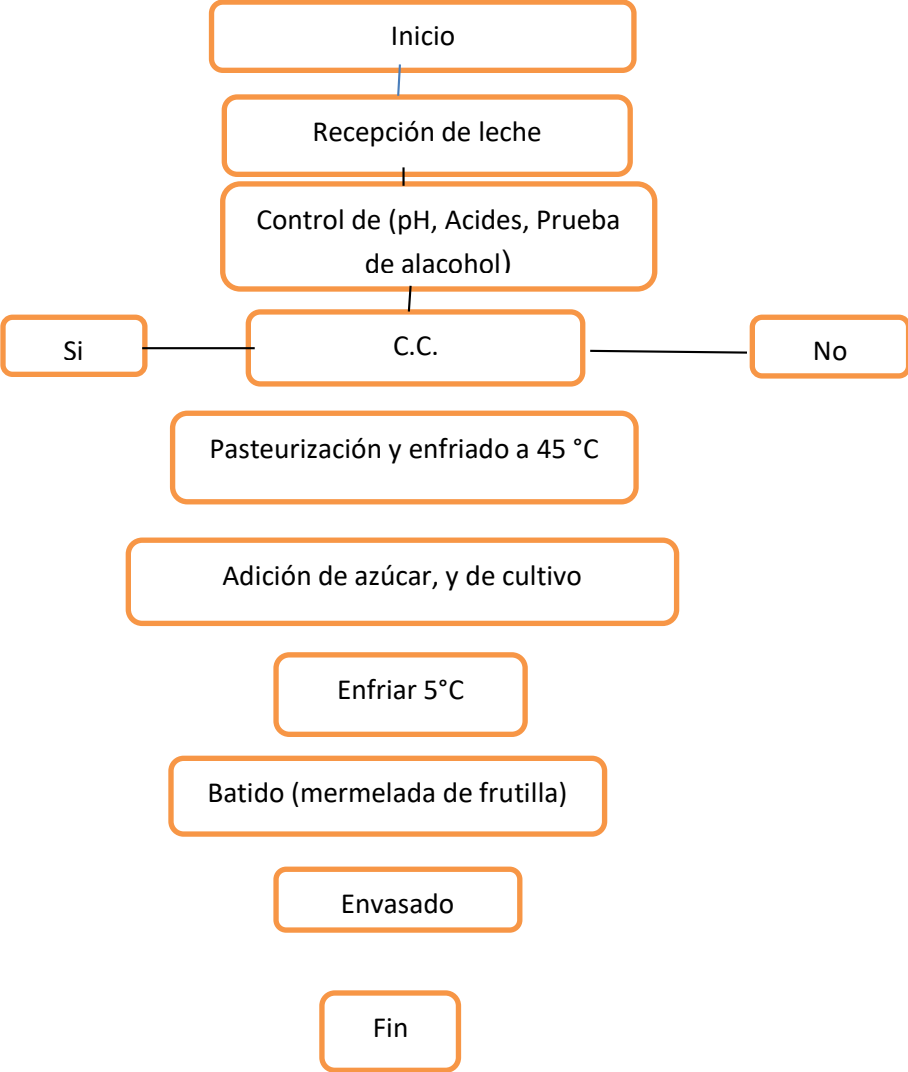 Inicio
Recepción de leche
Control de (pH, Acides, Prueba
de alacohol)
Si
C.C.
No
Pasteurización y enfriado a 45 °C
Adición de azúcar, y de cultivo
Enfriar 5°C
Batido (mermelada de frutilla)
Envasado
Fin